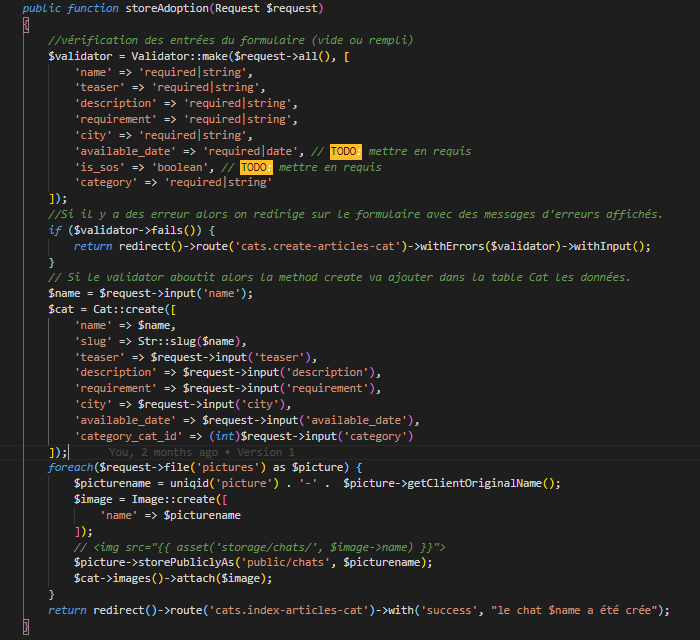 public function storeAdoption(Request $request)
{
//vérification des entrées du formulaire (vide ou rempli)
$validator = Validator::make($request->all(), [
'name' => 'required|string',
'teaser' => 'required|string',
'description' => 'required|string',
'requirement' => 'required|string',
'city' => 'required|string',
'available_date' => 'required|date', // TODO: mettre en requis
'is_sos' => 'boolean', // TODO: mettre en requis
'category' => 'required|string'
]);
//Si il y a des erreur alors on redirige sur le formulaire avec des messages d'erreurs affichés.
if ($validator->fails()) {
return redirect()->route('cats.create-articles-cat')->withErrors($validator)->withInput();
}
// Si le validator aboutit alors la method create va ajouter dans la table Cat les données.
$name = $request->input('name');
$cat = Cat::create([
'name' => $name,
'slug' => Str::slug($name),
'teaser' => $request->input('teaser'),
'description' => $request->input('description'),
'requirement' => $request->input('requirement'),
'city' => $request->input('city'),
'available_date' => $request->input('available_date'),
'category_cat_id' => (int)$request->input('category')
]); You, 2 months ago • Version 1
foreach($request->file('pictures') as $picture) {
$picturename = uniqid('picture') . '-' . $picture->getClientOriginalName();
$image = Image::create([
'name' => $picturename
]);
// <img src="{{ asset('storage/chats/', $image->name) }}">
$picture->storePubliclyAs('public/chats', $picturename);
$cat->images()->attach($image);
}
return redirect()->route('cats.index-articles-cat')->with('success', "le chat $name a été crée");
}